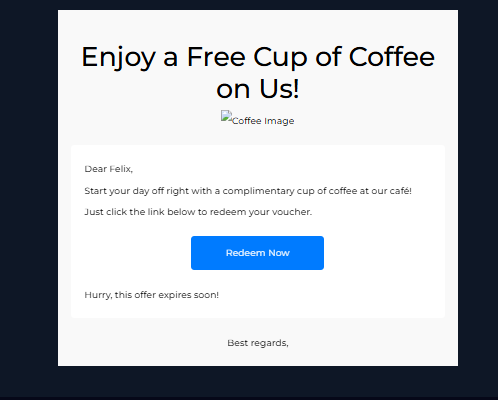 Enjoy a Free Cup of Coffee
on Us!
Coffee Image
Dear Felix,
Start your day off right with a complimentary cup of coffee at our café!
Just click the link below to redeem your voucher.
Redeem Now
Hurry, this offer expires soon!
Best regards,